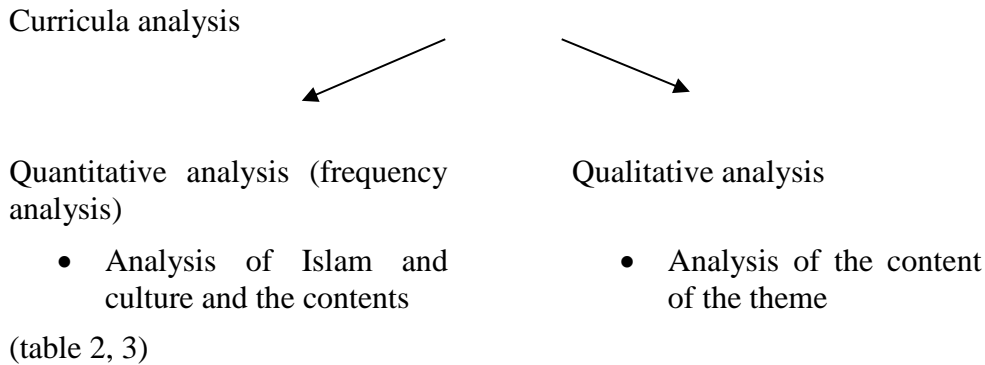 Curricula analysis
Quantitative analysis (frequency
analysis)
• Analysis of Islam and
culture and the contents
(table 2, 3)
Qualitative analysis
• Analysis of the content
of the theme